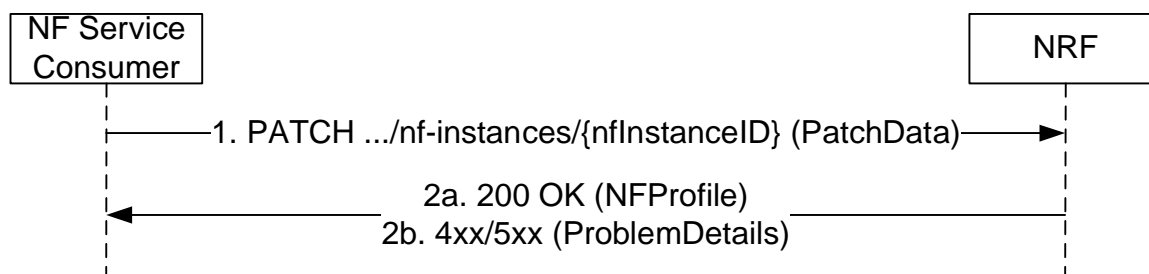 NF Service
Consumer
NRF
1. PATCH .../nf-instances/{nfInstanceID} (PatchData)
2a. 200 OK (NFProfile)
2b. 4xx/5xx (ProblemDetails)